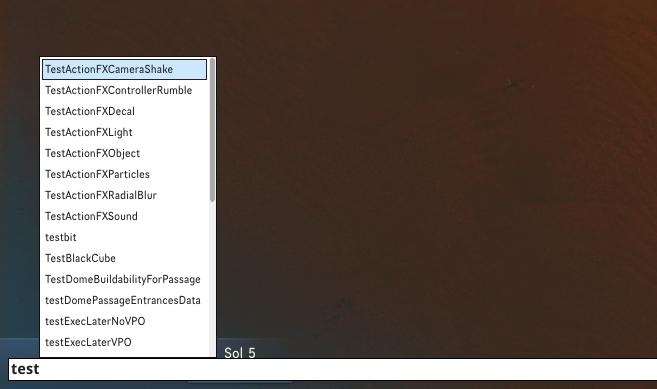 TestActionFXCameraShake
TestActionFXControllerRumble
TestActionFXDecal
TestActionFXLight
TestActionFXObject
TestActionFXParticles
TestActionFXRadialBlur
TestActionFXSound
testbit
TestBlackCube
TestDomeBuildabilityForPassage
testDomePassageEntrancesData
testExecLaterNoVPO
testExecLaterVPO
Sol 5
test